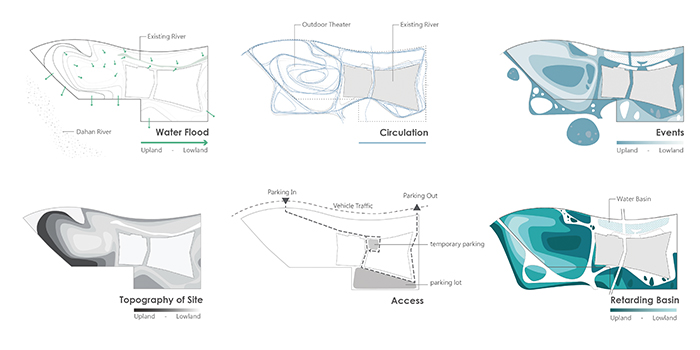 Existing River
Dahan River
Water Flood
Upland - Lowland
Outdoor Theater
Existing River
Circulation
Events
Upland - Lowland
Topography of Site
Upland - Lowland
Parking In
Vehicle Traffic
Parking Out
temporary parking
parking lot
Access
Water Basin
Retarding Basin
Upland - Lowland